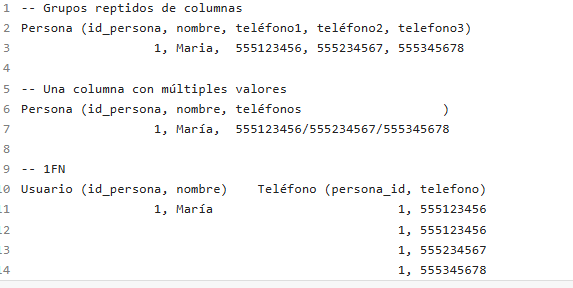 1 -- Grupos reptidos de columnas
2 Persona (id_persona, nombre, teléfono1, teléfono2, telefono3)
3 1, Maria, 555123456, 555234567, 555345678
4
5 -- Una columna con múltiples valores
6 Persona (id_persona, nombre, teléfonos )
7 1, María, 555123456/555234567/555345678
8
9 -- 1FN
10 Usuario (id_persona, nombre) Teléfono (persona_id, telefono)
11 1, María 1, 555123456
12 1, 555123456
13 1, 555234567
14 1, 555345678